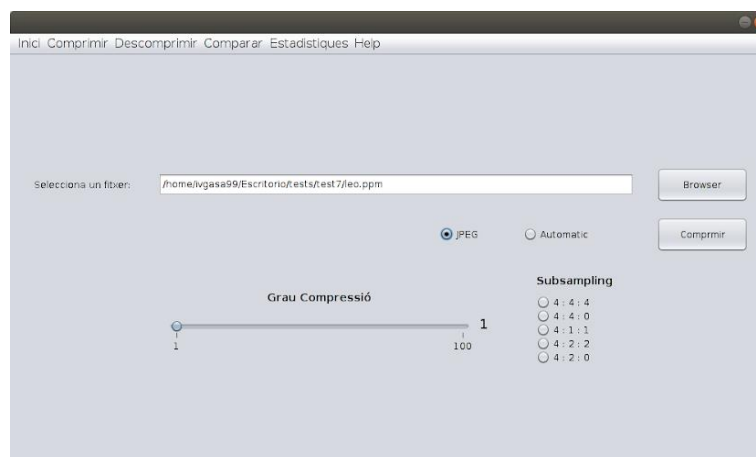 Inici Comprimir Descomprimir Comparar Estadistiques Help
Selecciona un fitxer: /home/ivgasa99/Escritorio/tests/test7/leo.ppm Browser
JPEG Automatic Comprmir
Subsampling
Grau Compressió
4 : 4 : 4
4 : 4 : 0
1
4 : 1 : 1
1 100
4 : 2 : 2
4 : 2 : 0